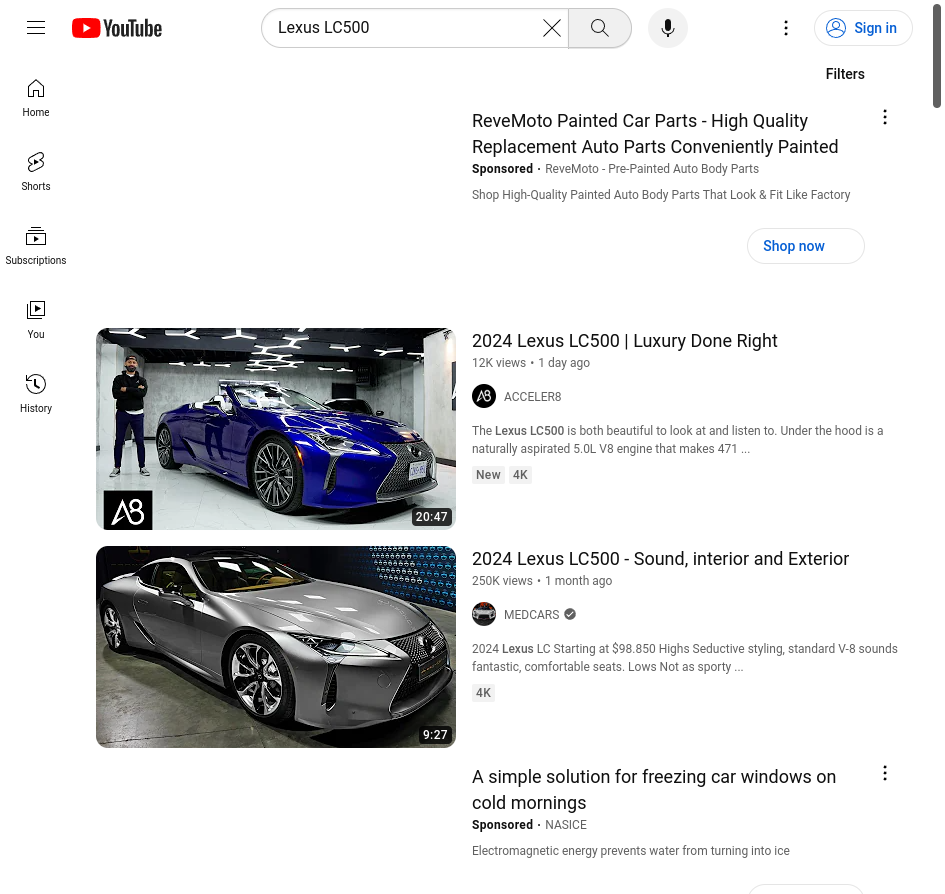 YouTube
Lexus LC500
Sign in
Filters
Home
Shorts
Subscriptions
You
History
ReveMoto Painted Car Parts - High Quality
Replacement Auto Parts Conveniently Painted
Sponsored · ReveMoto - Pre-Painted Auto Body Parts
Shop High-Quality Painted Auto Body Parts That Look & Fit Like Factory
Shop now
A8
20:47
2024 Lexus LC500 | Luxury Done Right
12K views • 1 day ago
A8 ACCELER8
The Lexus LC500 is both beautiful to look at and listen to. Under the hood is a
naturally aspirated 5.0L V8 engine that makes 471 ...
New 4K
9:27
2024 Lexus LC500 - Sound, interior and Exterior
250K views • 1 month ago
MEDCARS
2024 Lexus LC Starting at $98.850 Highs Seductive styling, standard V-8 sounds
fantastic, comfortable seats. Lows Not as sporty ...
4K
A simple solution for freezing car windows on
cold mornings
Sponsored · NASICE
Electromagnetic energy prevents water from turning into ice